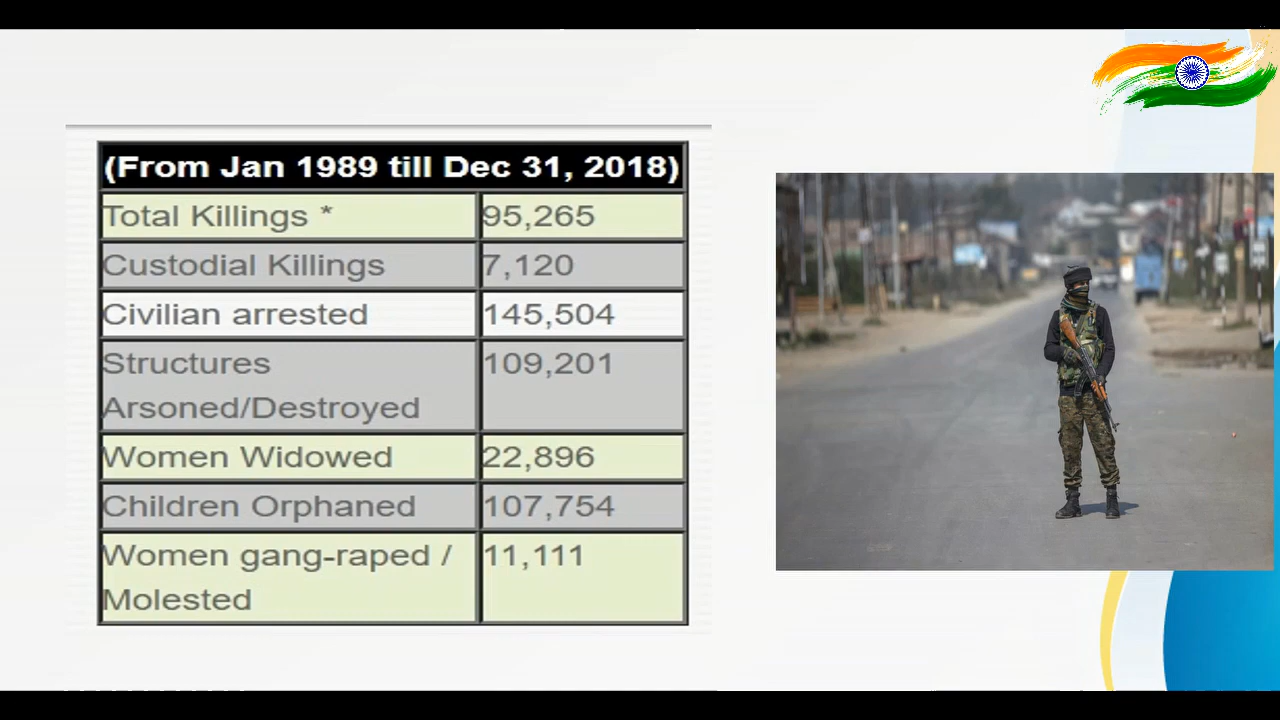 (From Jan 1989 till Dec 31, 2018)
Total Killings * 95,265
Custodial Killings 7,120
Civilian arrested 145,504
Structures 109,201
Arsoned/Destroyed
Women Widowed 22,896
Children Orphaned 107,754
Women gang-raped / 11,111
Molested